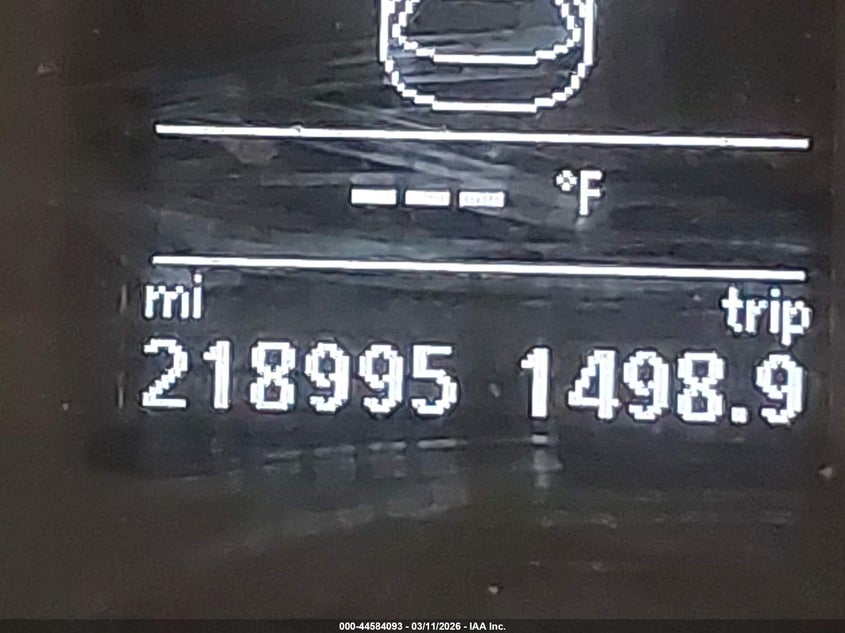 --- °F
mi trip
218995 1498.9
000-44584093 - 03/11/2026 - IAA Inc.